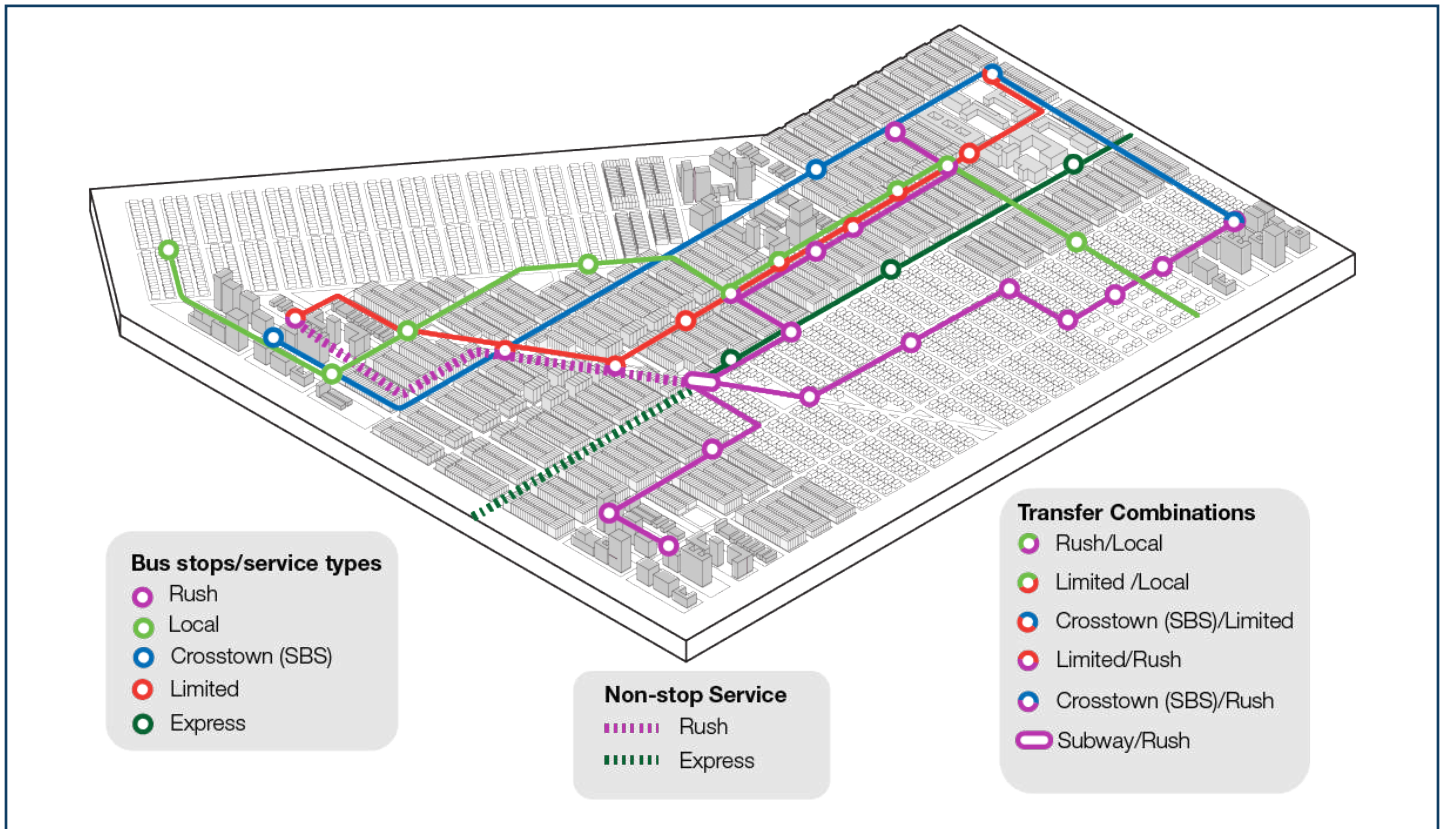 Bus stops/service types
Rush
Local
Crosstown (SBS)
Limited
Express
Non-stop Service
Rush
Express
Transfer Combinations
Rush/Local
Limited /Local
Crosstown (SBS)/Limited
Limited/Rush
Crosstown (SBS)/Rush
Subway/Rush